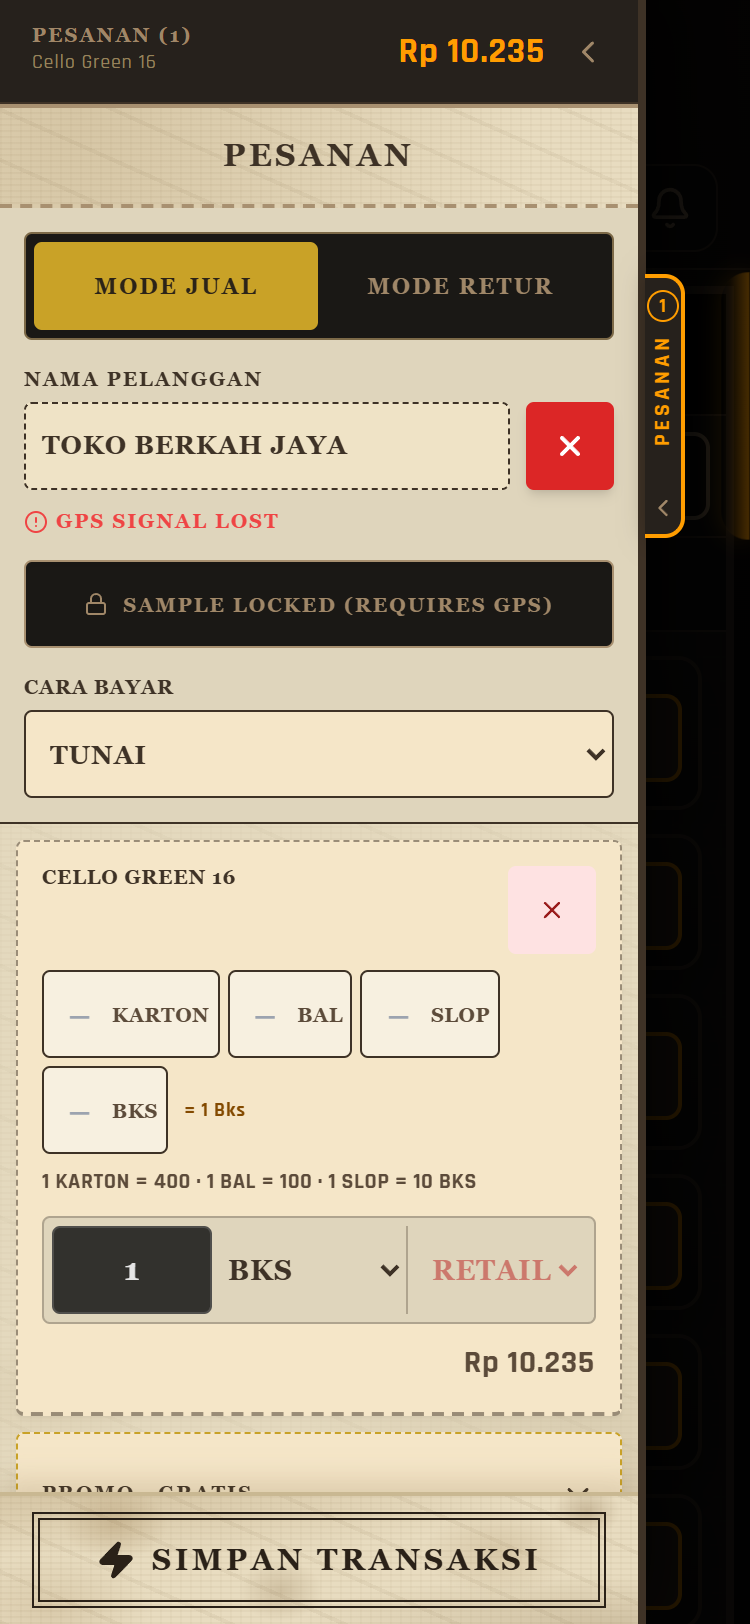 PESANAN (1)
Cello Green 16
Rp 10.235
PESANAN
MODE JUAL
MODE RETUR
1
PESANAN
NAMA PELANGGAN
TOKO BERKAH JAYA
GPS SIGNAL LOST
SAMPLE LOCKED (REQUIRES GPS)
CARA BAYAR
TUNAI
CELLO GREEN 16
— KARTON
— BAL
— SLOP
— BKS
= 1 Bks
1 KARTON = 400 · 1 BAL = 100 · 1 SLOP = 10 BKS
1
BKS
RETAIL
Rp 10.235
PROMO GRATIS
SIMPAN TRANSAKSI